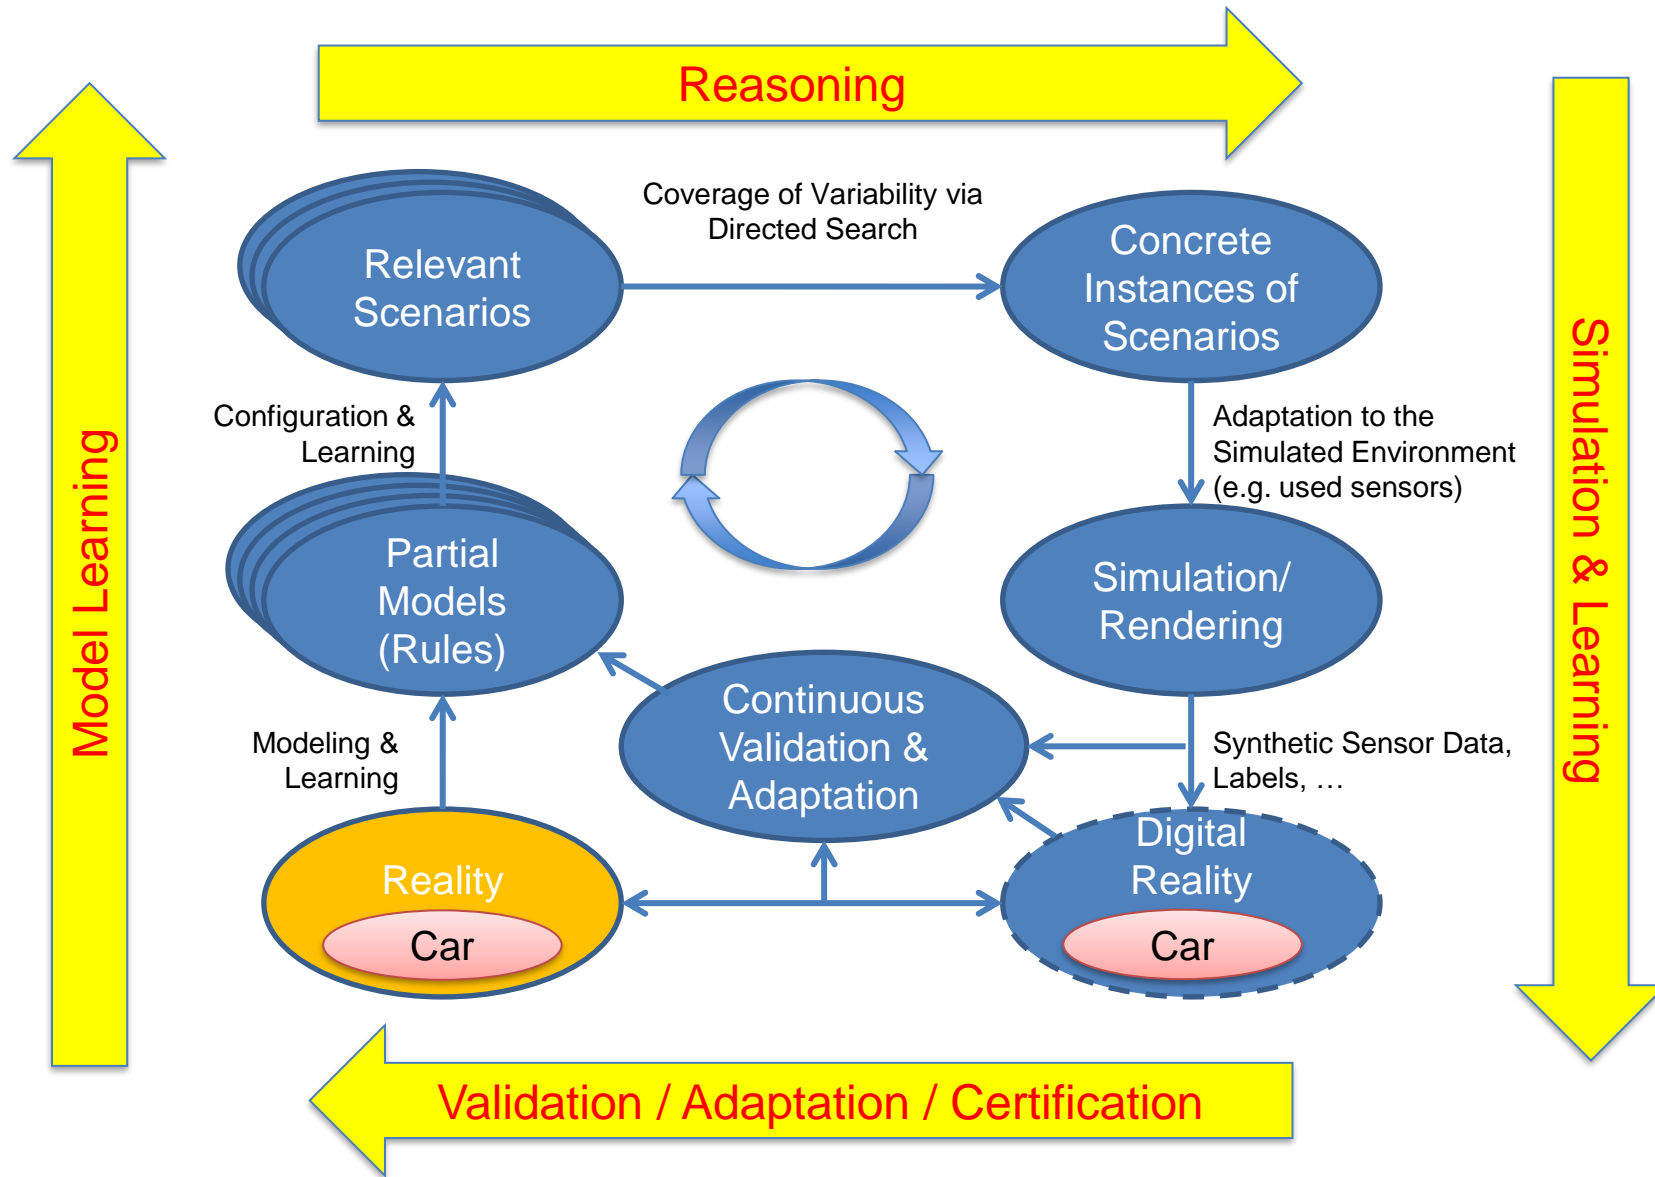 Reasoning
Coverage of Variability via
Directed Search
Relevant
Scenarios
Concrete
Instances of
Scenarios
Configuration &
Learning
Adaptation to the
Simulated Environment
(e.g. used sensors)
Model Learning
Simulation & Learning
Partial
Models
(Rules)
Simulation/
Rendering
Continuous
Validation &
Adaptation
Modeling &
Learning
Synthetic Sensor Data,
Labels, …
Reality
Car
Digital
Reality
Car
Validation / Adaptation / Certification